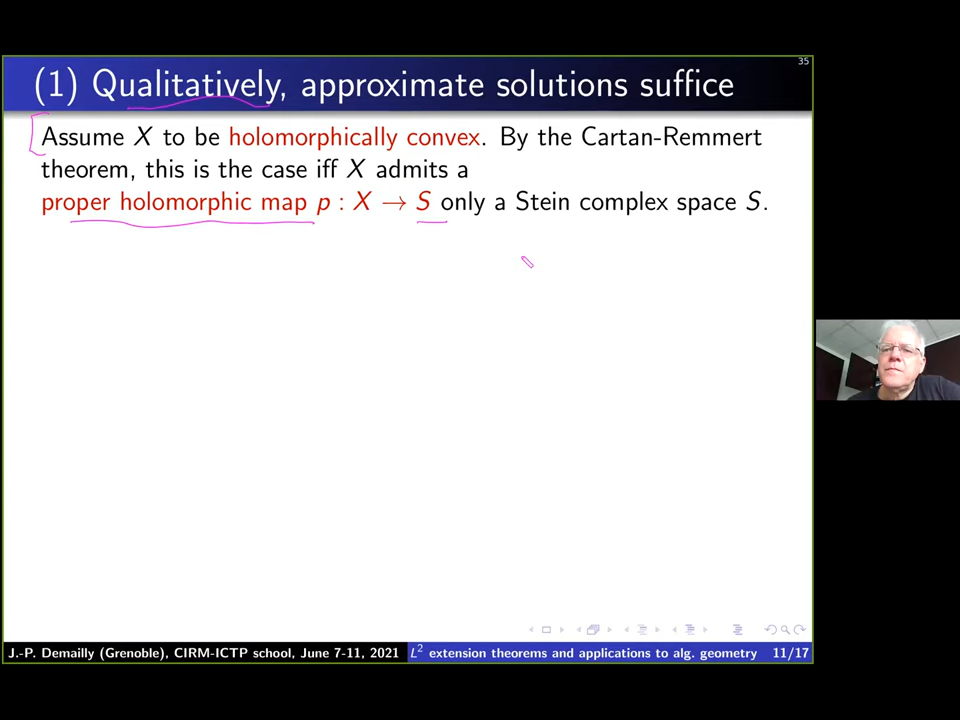 35
(1) Qualitatively, approximate solutions suffice
Assume X to be holomorphically convex. By the Cartan-Remmert
theorem, this is the case iff X admits a
proper holomorphic map p : X → S only a Stein complex space S.
J.-P. Demailly (Grenoble), CIRM-ICTP school, June 7-11, 2021
L² extension theorems and applications to alg. geometry 11/17